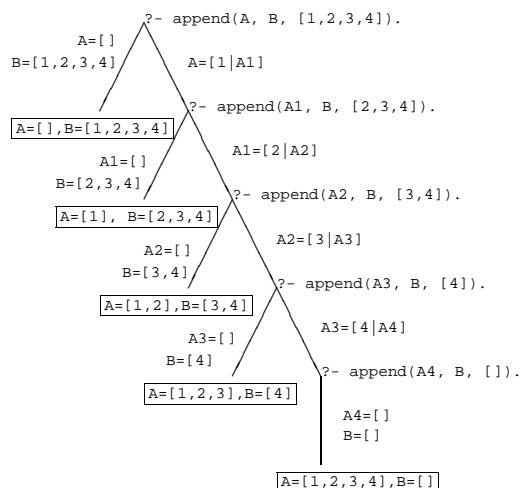 ?- append(A, B, [1,2,3,4]).
A=[]
B=[1,2,3,4]
A=[1|A1]
?- append(A1, B, [2,3,4]).
A=[],B=[1,2,3,4]
A1=[]
B=[2,3,4]
A1=[2|A2]
?- append(A2, B, [3,4]).
A=[1], B=[2,3,4]
A2=[]
B=[3,4]
A2=[3|A3]
?- append(A3, B, [4]).
A=[1,2],B=[3,4]
A3=[]
B=[4]
A3=[4|A4]
?- append(A4, B, []).
A=[1,2,3],B=[4]
A4=[]
B=[]
A=[1,2,3,4],B=[]